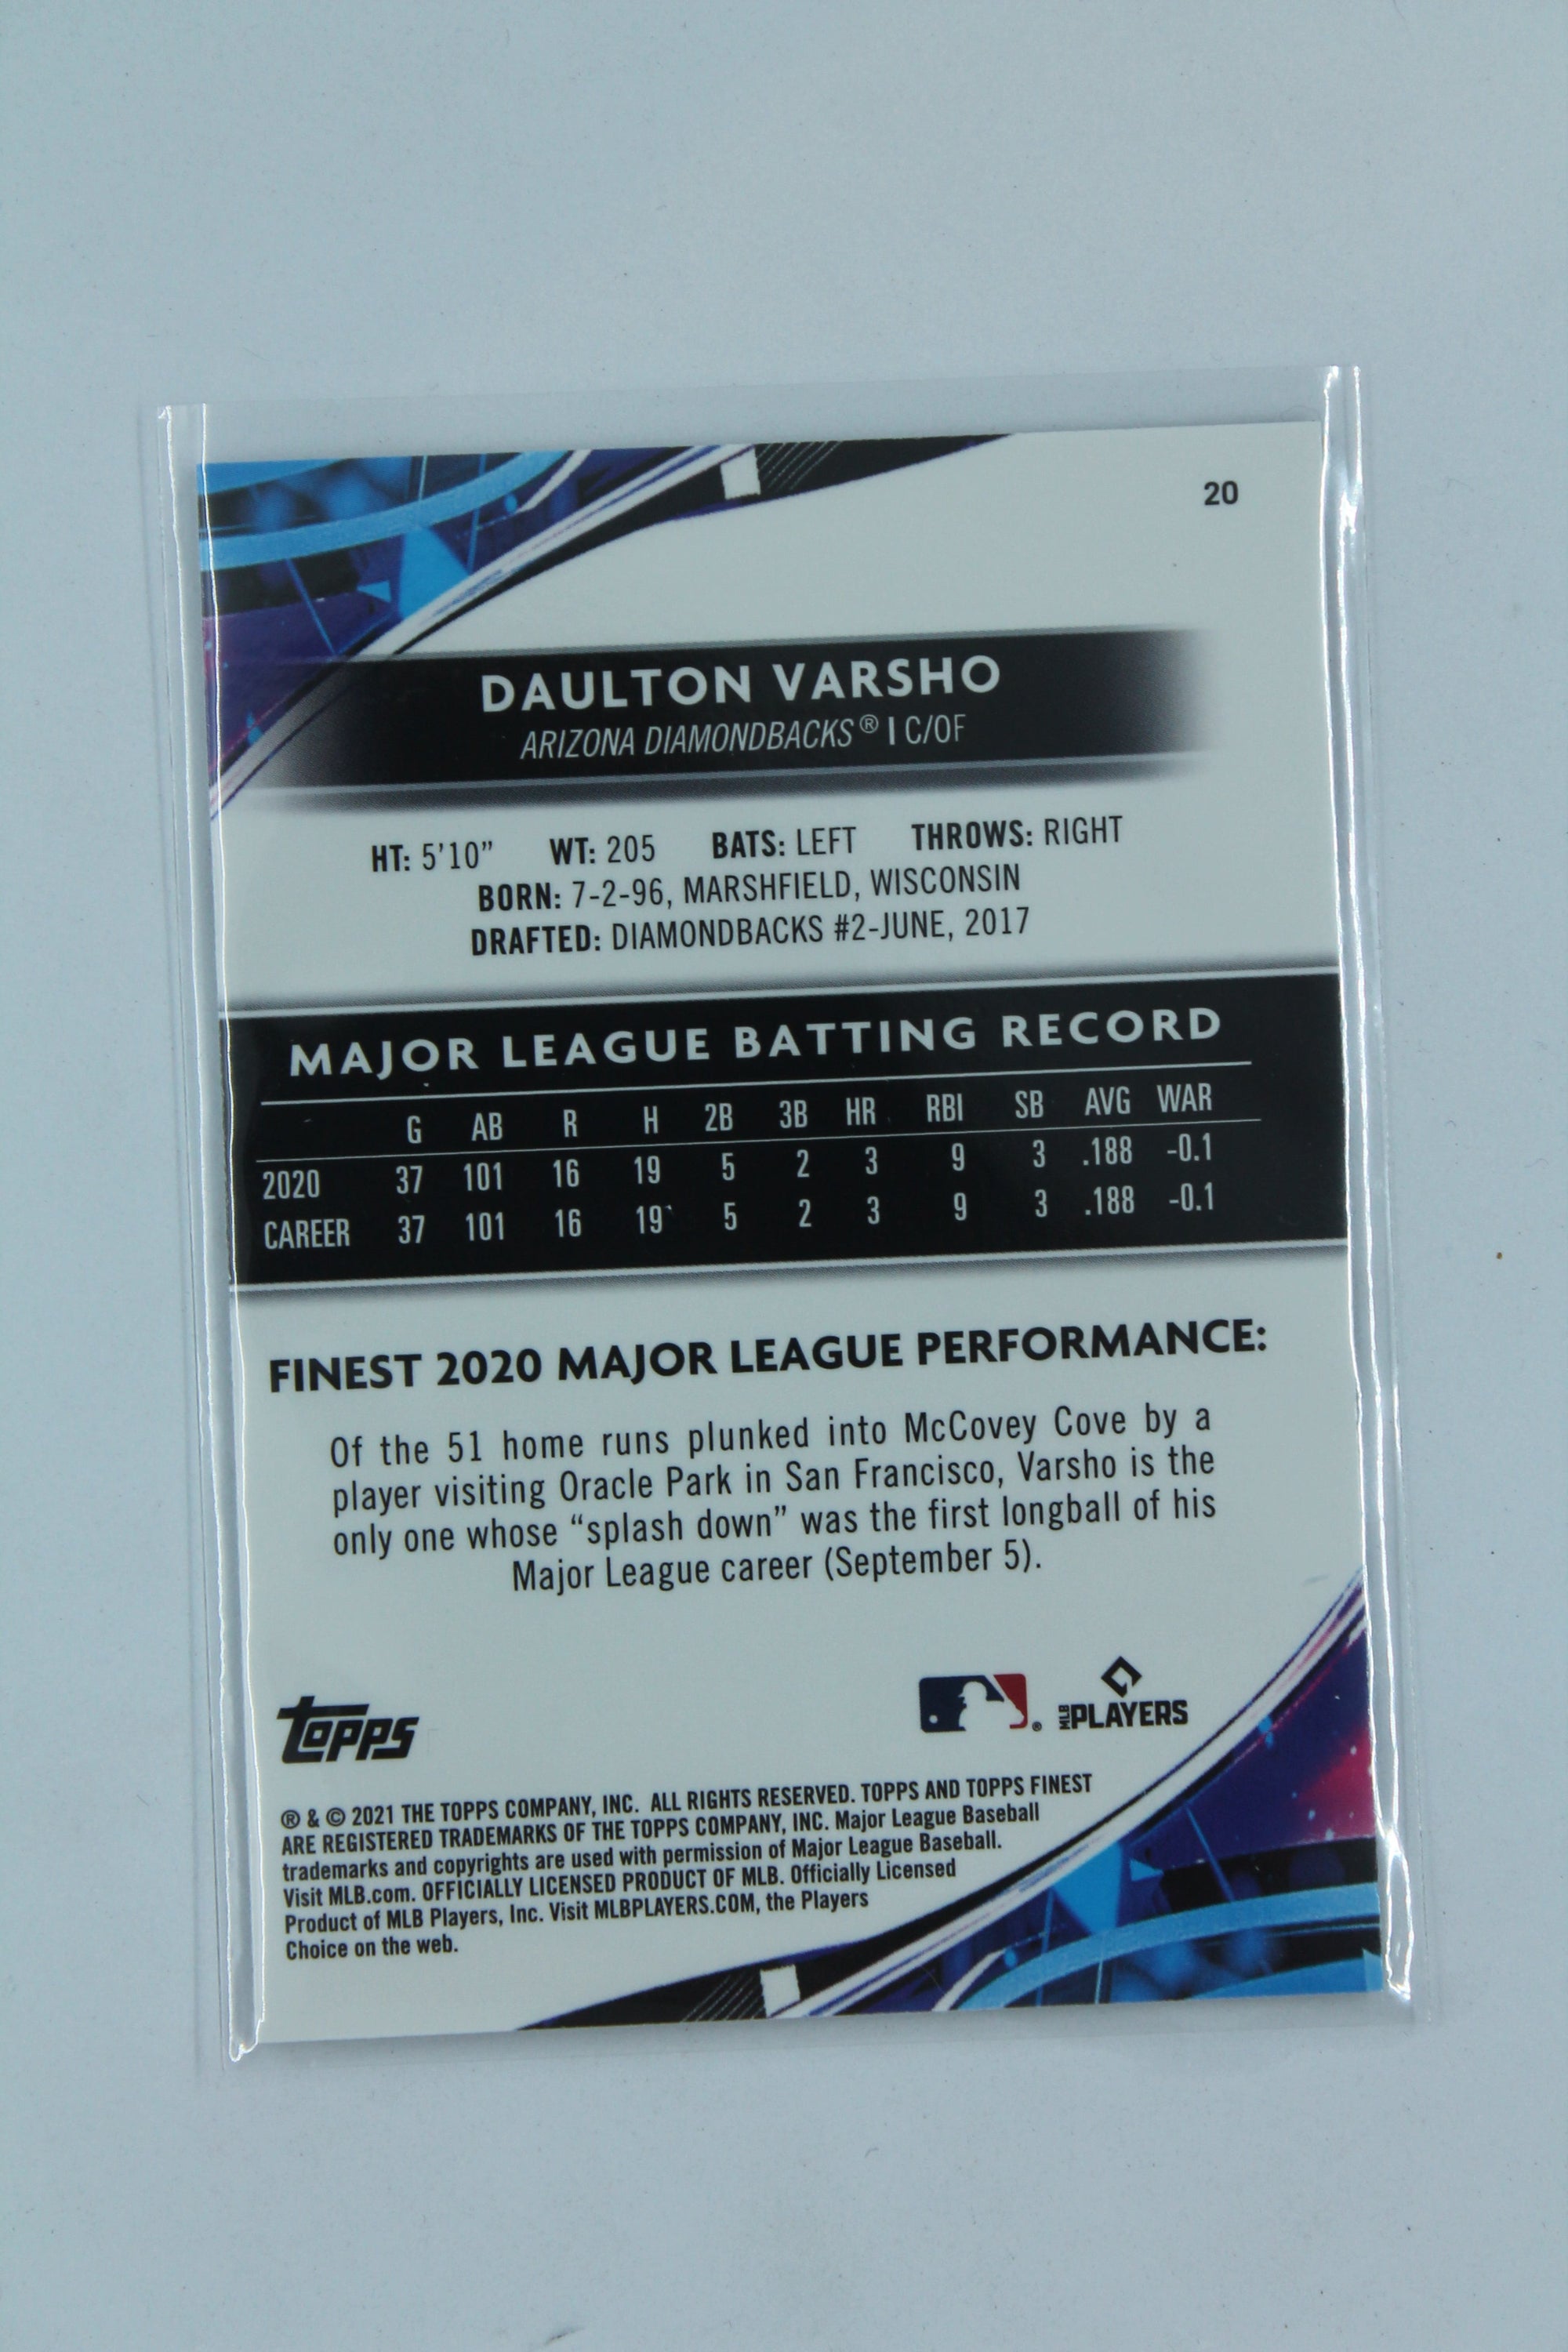 20
DAULTON VARSHO
ARIZONA DIAMONDBACKS® | C/OF
HT: 5'10" WT: 205 BATS: LEFT THROWS: RIGHT
BORN: 7-2-96, MARSHFIELD, WISCONSIN
DRAFTED: DIAMONDBACKS #2-JUNE, 2017
MAJOR LEAGUE BATTING RECORD
G AB R H 2B 3B HR RBI SB AVG WAR
2020 37 101 16 19 5 2 3 9 3 .188 -0.1
CAREER 37 101 16 19 5 2 3 9 3 .188 -0.1
FINEST 2020 MAJOR LEAGUE PERFORMANCE:
Of the 51 home runs plunked into McCovey Cove by a
player visiting Oracle Park in San Francisco, Varsho is the
only one whose “splash down” was the first longball of his
Major League career (September 5).
topps
® MLB PLAYERS
® & © 2021 THE TOPPS COMPANY, INC. ALL RIGHTS RESERVED. TOPPS AND TOPPS FINEST
ARE REGISTERED TRADEMARKS OF THE TOPPS COMPANY, INC. Major League Baseball
trademarks and copyrights are used with permission of Major League Baseball.
Visit MLB.com. OFFICIALLY LICENSED PRODUCT OF MLB. Officially Licensed
Product of MLB Players, Inc. Visit MLBPLAYERS.COM, the Players
Choice on the web.